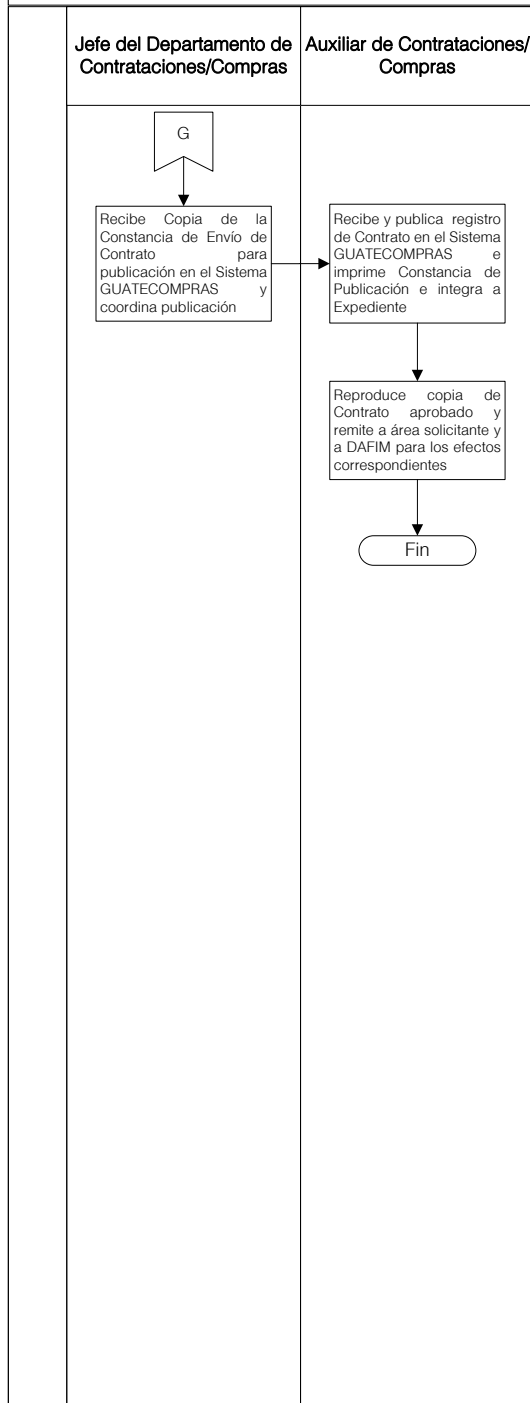 Jefe del Departamento de
Contrataciones/Compras
Auxiliar de Contrataciones/
Compras
G
Recibe Copia de la
Constancia de Envío de
Contrato para
publicación en el Sistema
GUATECOMPRAS y
coordina publicación
Recibe y publica registro
de Contrato en el Sistema
GUATECOMPRAS e
imprime Constancia de
Publicación e integra a
Expediente
Reproduce copia de
Contrato aprobado y
remite a área solicitante y
a DAFIM para los efectos
correspondientes
Fin